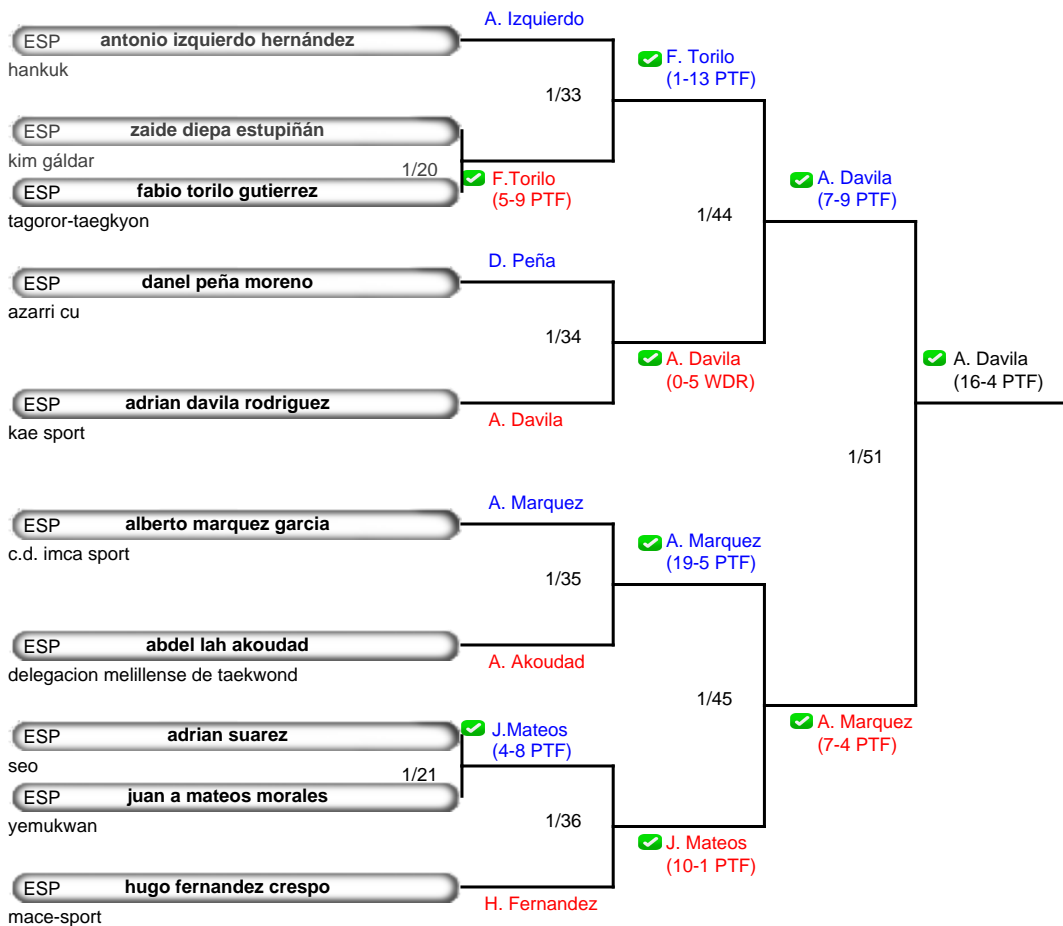 A. Izquierdo
ESP antonio izquierdo hernández
hankuk
F. Torilo
(1-13 PTF)
1/33
ESP zaide diepa estupiñán
kim gáldar
1/20
ESP fabio torilo gutierrez
tagoror-taegkyon
F.Torilo
(5-9 PTF)
A. Davila
(7-9 PTF)
1/44
D. Peña
ESP danel peña moreno
azarri cu
1/34
A. Davila
(0-5 WDR)
A. Davila
(16-4 PTF)
ESP adrian davila rodriguez
kae sport
A. Davila
1/51
A. Marquez
ESP alberto marquez garcia
c.d. imca sport
A. Marquez
(19-5 PTF)
1/35
ESP abdel lah akoudad
delegacion melillense de taekwond
A. Akoudad
1/45
ESP adrian suarez
seo
J.Mateos
(4-8 PTF)
A. Marquez
(7-4 PTF)
1/21
ESP juan a mateos morales
yemukwan
1/36
J. Mateos
(10-1 PTF)
ESP hugo fernandez crespo
mace-sport
H. Fernandez